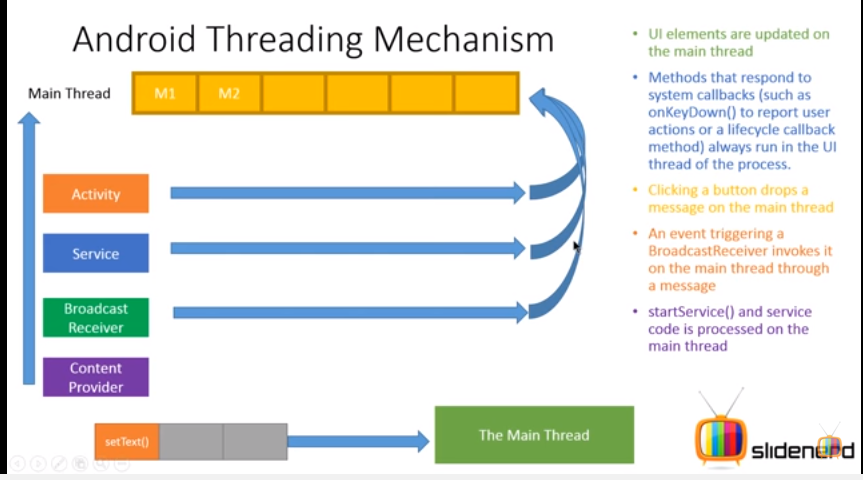 Android Threading Mechanism
Main Thread
M1
M2
Activity
Service
Broadcast
Receiver
Content
Provider
setText()
The Main Thread
• UI elements are updated on
the main thread
• Methods that respond to
system callbacks (such as
onKeyDown() to report user
actions or a lifecycle callback
method) always run in the UI
thread of the process.
• Clicking a button drops a
message on the main thread
• An event triggering a
BroadcastReceiver invokes it
on the main thread through
a message
• startService() and service
code is processed on the
main thread
slidenerd